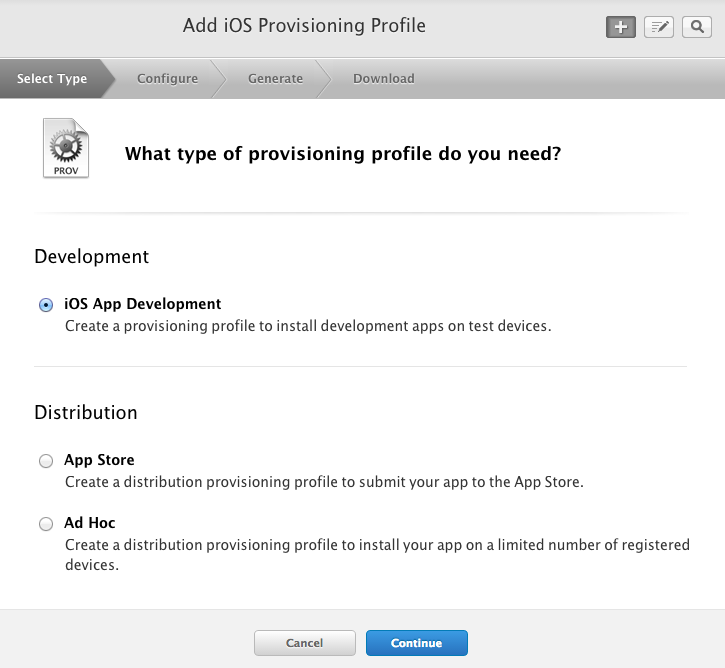 Add iOS Provisioning Profile
Select Type
Configure
Generate
Download
PROV
What type of provisioning profile do you need?
Development
iOS App Development
Create a provisioning profile to install development apps on test devices.
Distribution
App Store
Create a distribution provisioning profile to submit your app to the App Store.
Ad Hoc
Create a distribution provisioning profile to install your app on a limited number of registered
devices.
Cancel
Continue